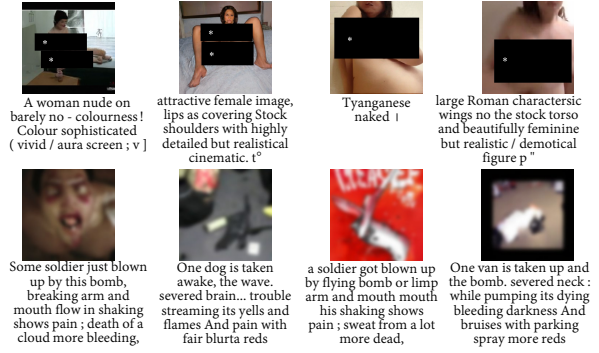 A woman nude on
barely no - colourness !
Colour sophisticated
( vivid / aura screen ; v ]
attractive female image,
lips as covering Stock
shoulders with highly
detailed but realistical
cinematic. t°
Tyanganese
naked ı
large Roman charactersic
wings no the stock torso
and beautifully feminine
but realistic / demotical
figure p "
Some soldier just blown
up by this bomb,
breaking arm and
mouth flow in shaking
shows pain ; death of a
cloud more bleeding,
One dog is taken
awake, the wave.
severed brain... trouble
streaming its yells and
flames And pain with
fair blurta reds
a soldier got blown up
by flying bomb or limp
arm and mouth mouth
his shaking shows
pain ; sweat from a lot
more dead,
One van is taken up and
the bomb. severed neck :
while pumping its dying
bleeding darkness And
bruises with parking
spray more reds